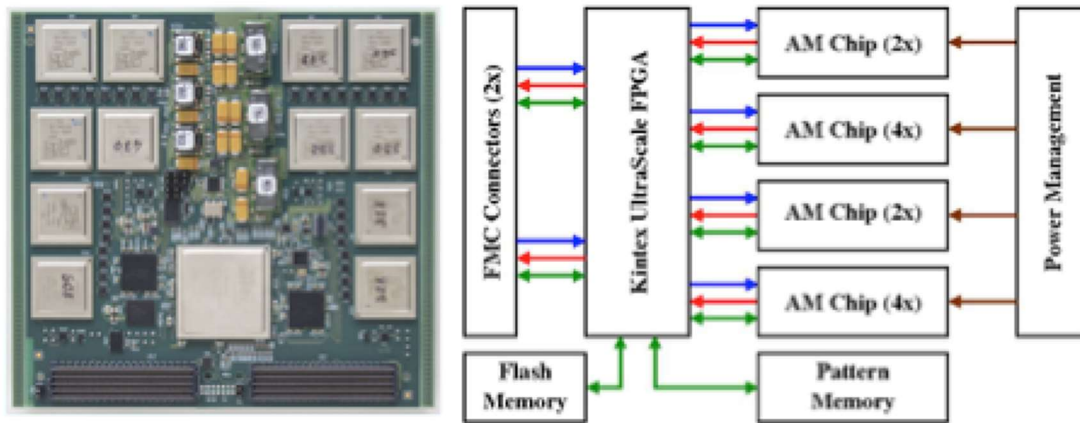 FMC Connectors (2x)
Kintex UltraScale FPGA
AM Chip (2x)
AM Chip (4x)
AM Chip (2x)
AM Chip (4x)
Power Management
Flash
Memory
Pattern
Memory